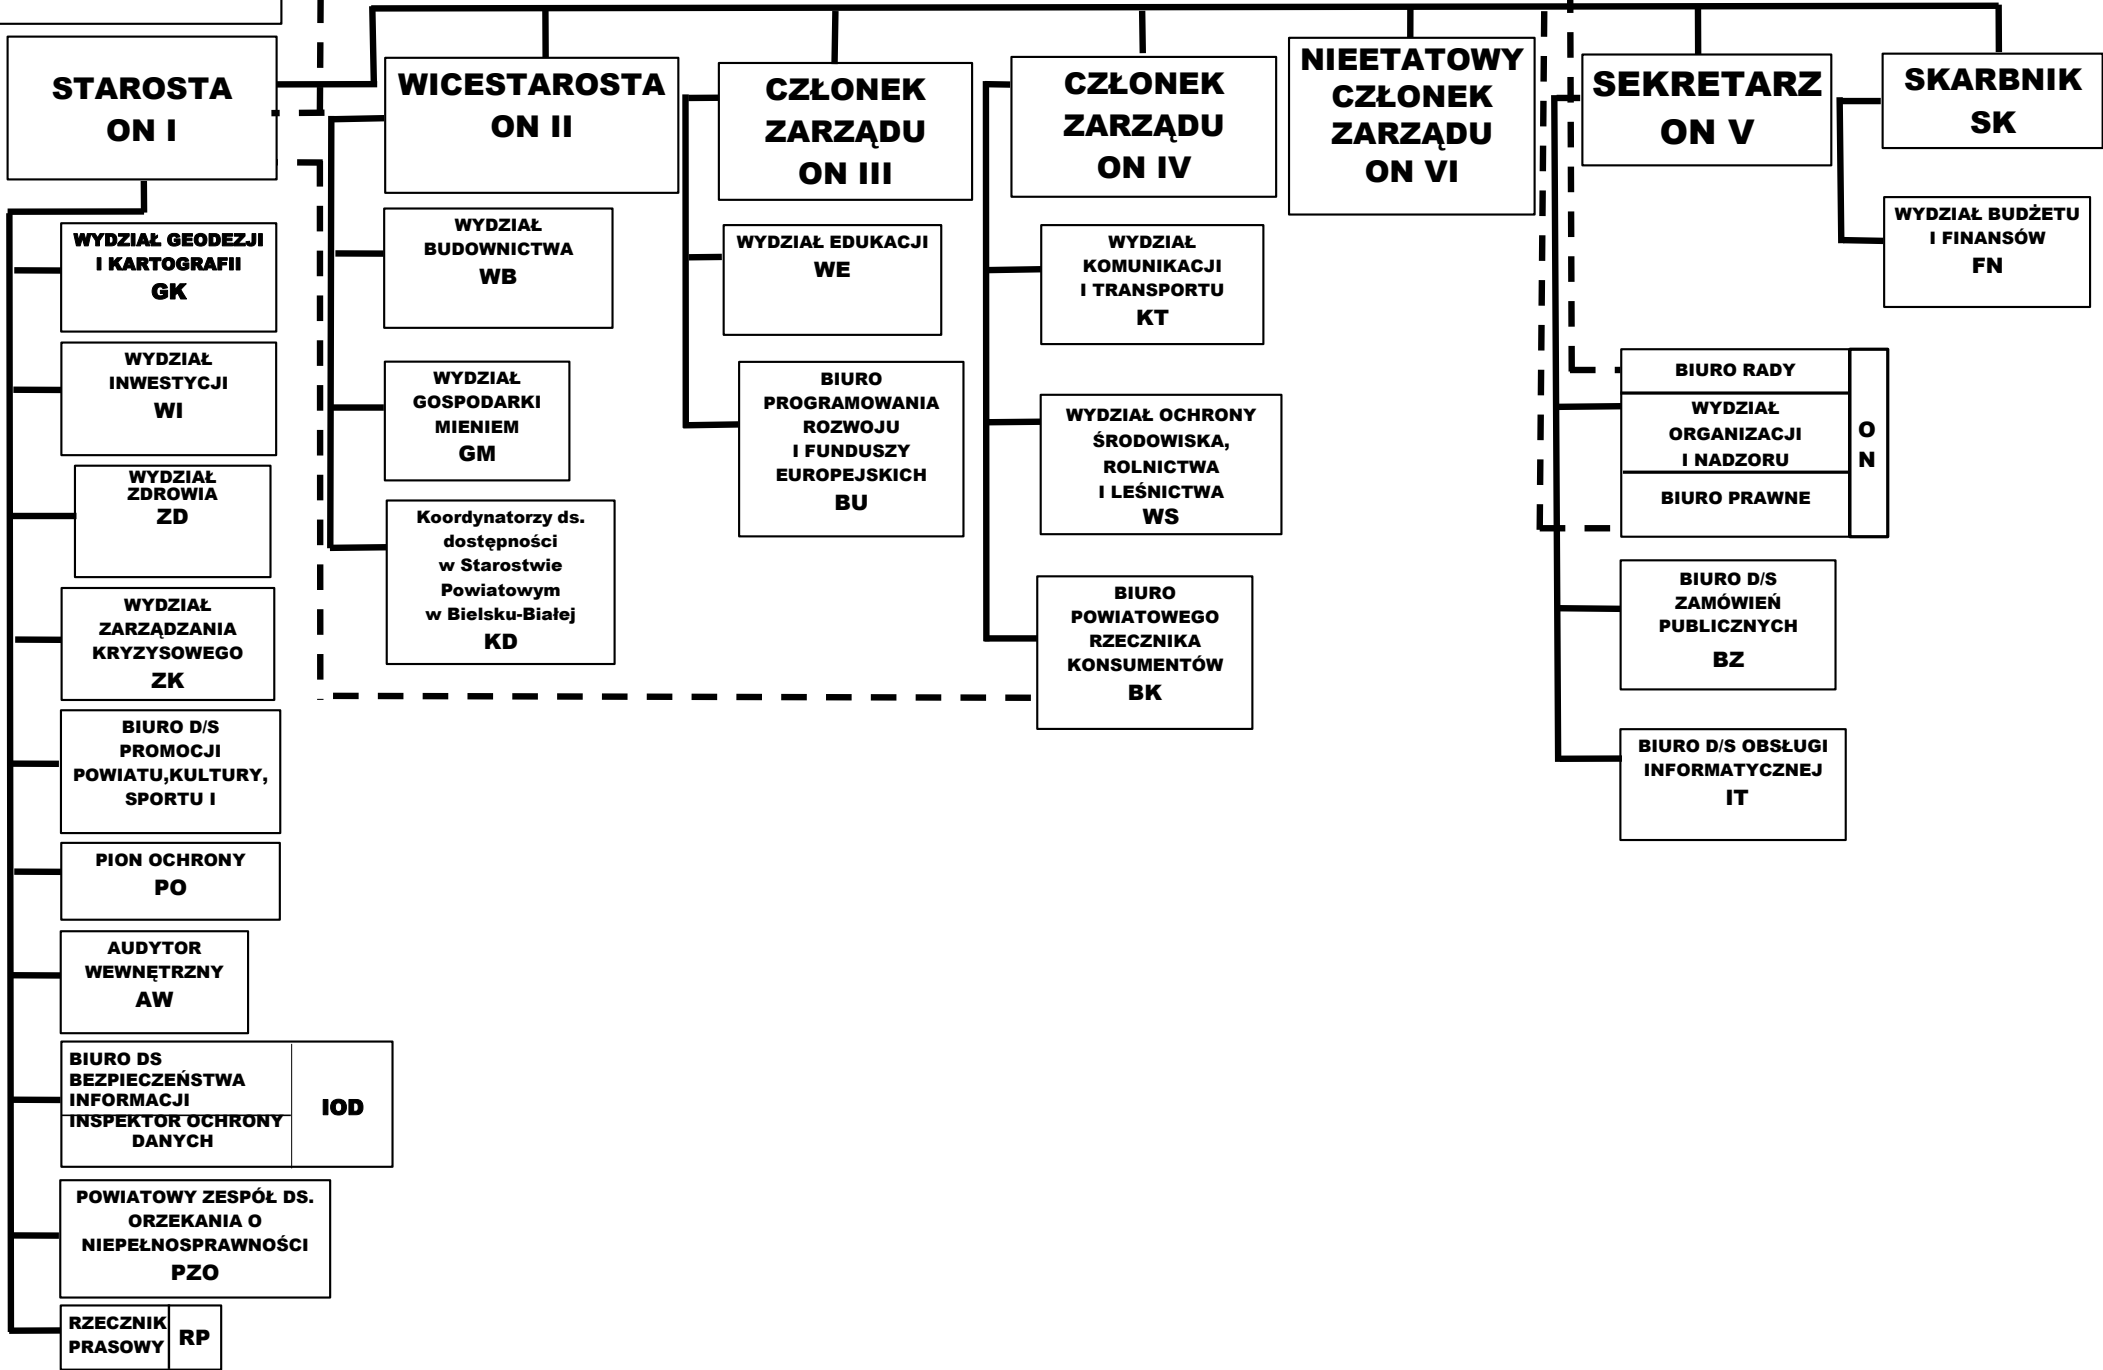 STAROSTA
ON I
WICESTAROSTA
ON II
CZŁONEK
ZARZĄDU
ON III
CZŁONEK
ZARZĄDU
ON IV
NIEETATOWY
CZŁONEK
ZARZĄDU
ON VI
SEKRETARZ
ON V
SKARBNIK
SK
WYDZIAŁ GEODEZJI
I KARTOGRAFII
GK
WYDZIAŁ
INWESTYCJI
WI
WYDZIAŁ
ZDROWIA
ZD
WYDZIAŁ
ZARZĄDZANIA
KRYZYSOWEGO
ZK
BIURO D/S
PROMOCJI
POWIATU,KULTURY,
SPORTU I
PION OCHRONY
PO
AUDYTOR
WEWNĘTRZNY
AW
BIURO DS
BEZPIECZEŃSTWA
INFORMACJI
INSPEKTOR OCHRONY
DANYCH
IOD
POWIATOWY ZESPÓŁ DS.
ORZEKANIA O
NIEPEŁNOSPRAWNOŚCI
PZO
RZECZNIK
PRASOWY
RP
WYDZIAŁ
BUDOWNICTWA
WB
WYDZIAŁ
GOSPODARKI
MIENIEM
GM
Koordynatorzy ds.
dostępności
w Starostwie
Powiatowym
w Bielsku-Białej
KD
WYDZIAŁ EDUKACJI
WE
BIURO
PROGRAMOWANIA
ROZWOJU
I FUNDUSZY
EUROPEJSKICH
BU
WYDZIAŁ
KOMUNIKACJI
I TRANSPORTU
KT
WYDZIAŁ OCHRONY
ŚRODOWISKA,
ROLNICTWA
I LEŚNICTWA
WS
BIURO
POWIATOWEGO
RZECZNIKA
KONSUMENTÓW
BK
BIURO RADY
WYDZIAŁ
ORGANIZACJI
I NADZORU
BIURO PRAWNE
O
N
BIURO D/S
ZAMÓWIEŃ
PUBLICZNYCH
BZ
BIURO D/S OBSŁUGI
INFORMATYCZNEJ
IT
WYDZIAŁ BUDŻETU
I FINANSÓW
FN